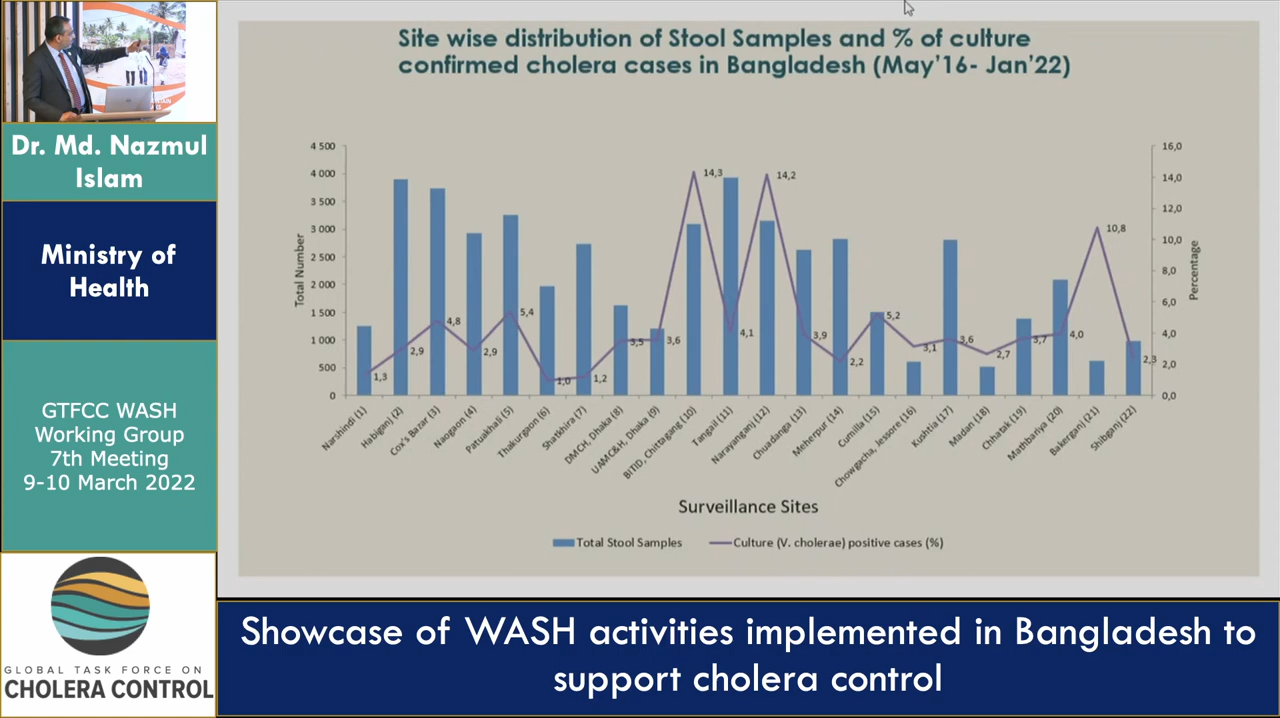 Dr. Md. Nazmul
Islam
Ministry of
Health
GTFCC WASH
Working Group
7th Meeting
9-10 March 2022
GLOBAL TASK FORCE ON
CHOLERA CONTROL
Site wise distribution of Stool Samples and % of culture
confirmed cholera cases in Bangladesh (May'16- Jan'22)
Total Number
4 500
4 000
3 500
3 000
2 500
2 000
1 500
1 000
500
0
1,3
2,9
4,8
2,9
5,4
1,0
1,2
3,5
3,6
14,3
4,1
14,2
3,9
2,2
5,2
3,1
3,6
2,7
3,7
4,0
10,8
2,3
16,0
14,0
12,0
10,0
8,0
6,0
4,0
2,0
0,0
Percentage
Narshindi (1)
Habiganj (2)
Cox's Bazar (3)
Naogaon (4)
Patuakhali (5)
Thakurgaon (6)
Shatkhira (7)
DMCH, Dhaka (8)
UAMC&H, Dhaka (9)
BITID, Chittagang (10)
Tangail (11)
Narayanganj (12)
Chuadanga (13)
Meherpur (14)
Cumilla (15)
Chowgacha, Jessore (16)
Kushtia (17)
Madan (18)
Chhatak (19)
Mathbariya (20)
Bakerganj (21)
Shibganj (22)
Surveillance Sites
Total Stool Samples
Culture (V. cholerae) positive cases (%)
Showcase of WASH activities implemented in Bangladesh to
support cholera control